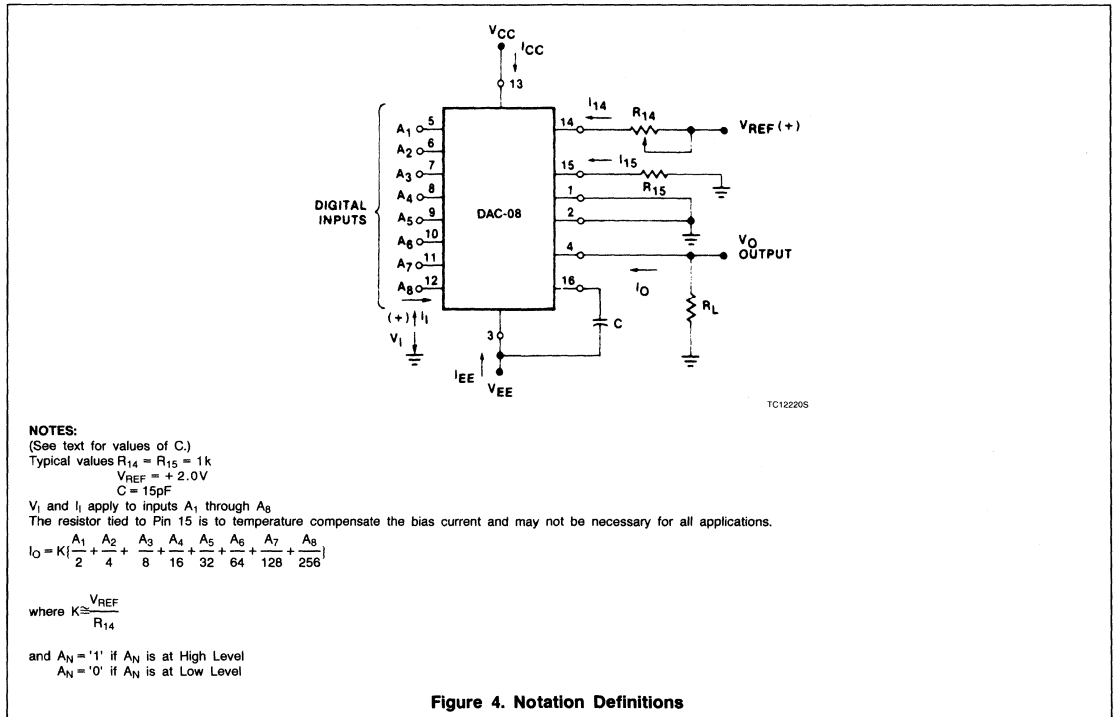 VCC
ICC
13
A1 5
A2 6
A3 7
A4 8
A5 9
A6 10
A7 11
A8 12
DIGITAL
INPUTS
(+) II
VI
DAC-08
14
I14
R14
VREF (+)
15
I15
R15
1
2
4
VO
OUTPUT
IO
RL
16
C
3
IEE
VEE
TC12220S
NOTES:
(See text for values of C.)
Typical values R14 = R15 = 1k
VREF = + 2.0V
C = 15pF
VI and II apply to inputs A1 through A8
The resistor tied to Pin 15 is to temperature compensate the bias current and may not be necessary for all applications.
IO = K{A1/2 + A2/4 + A3/8 + A4/16 + A5/32 + A6/64 + A7/128 + A8/256}
where K≅VREF/R14
and AN = '1' if AN is at High Level
AN = '0' if AN is at Low Level
Figure 4. Notation Definitions